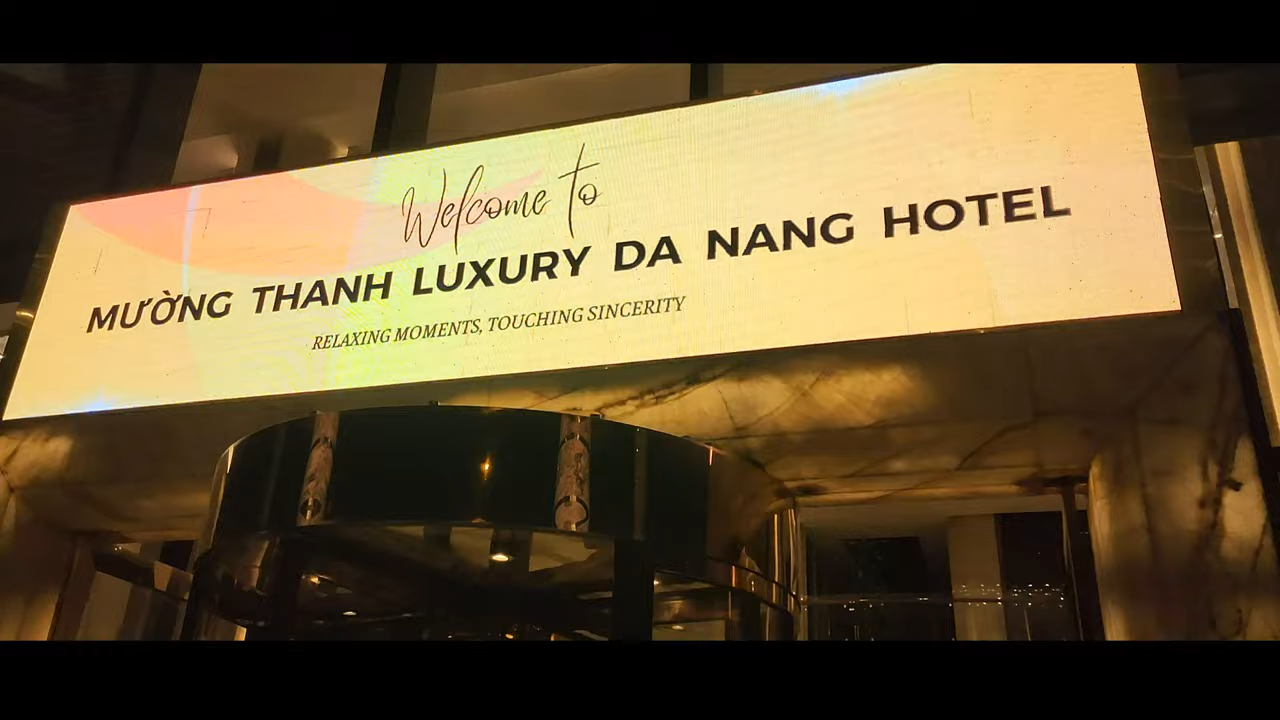 Welcome to
MƯỜNG THANH LUXURY DA NANG HOTEL
RELAXING MOMENTS, TOUCHING SINCERITY